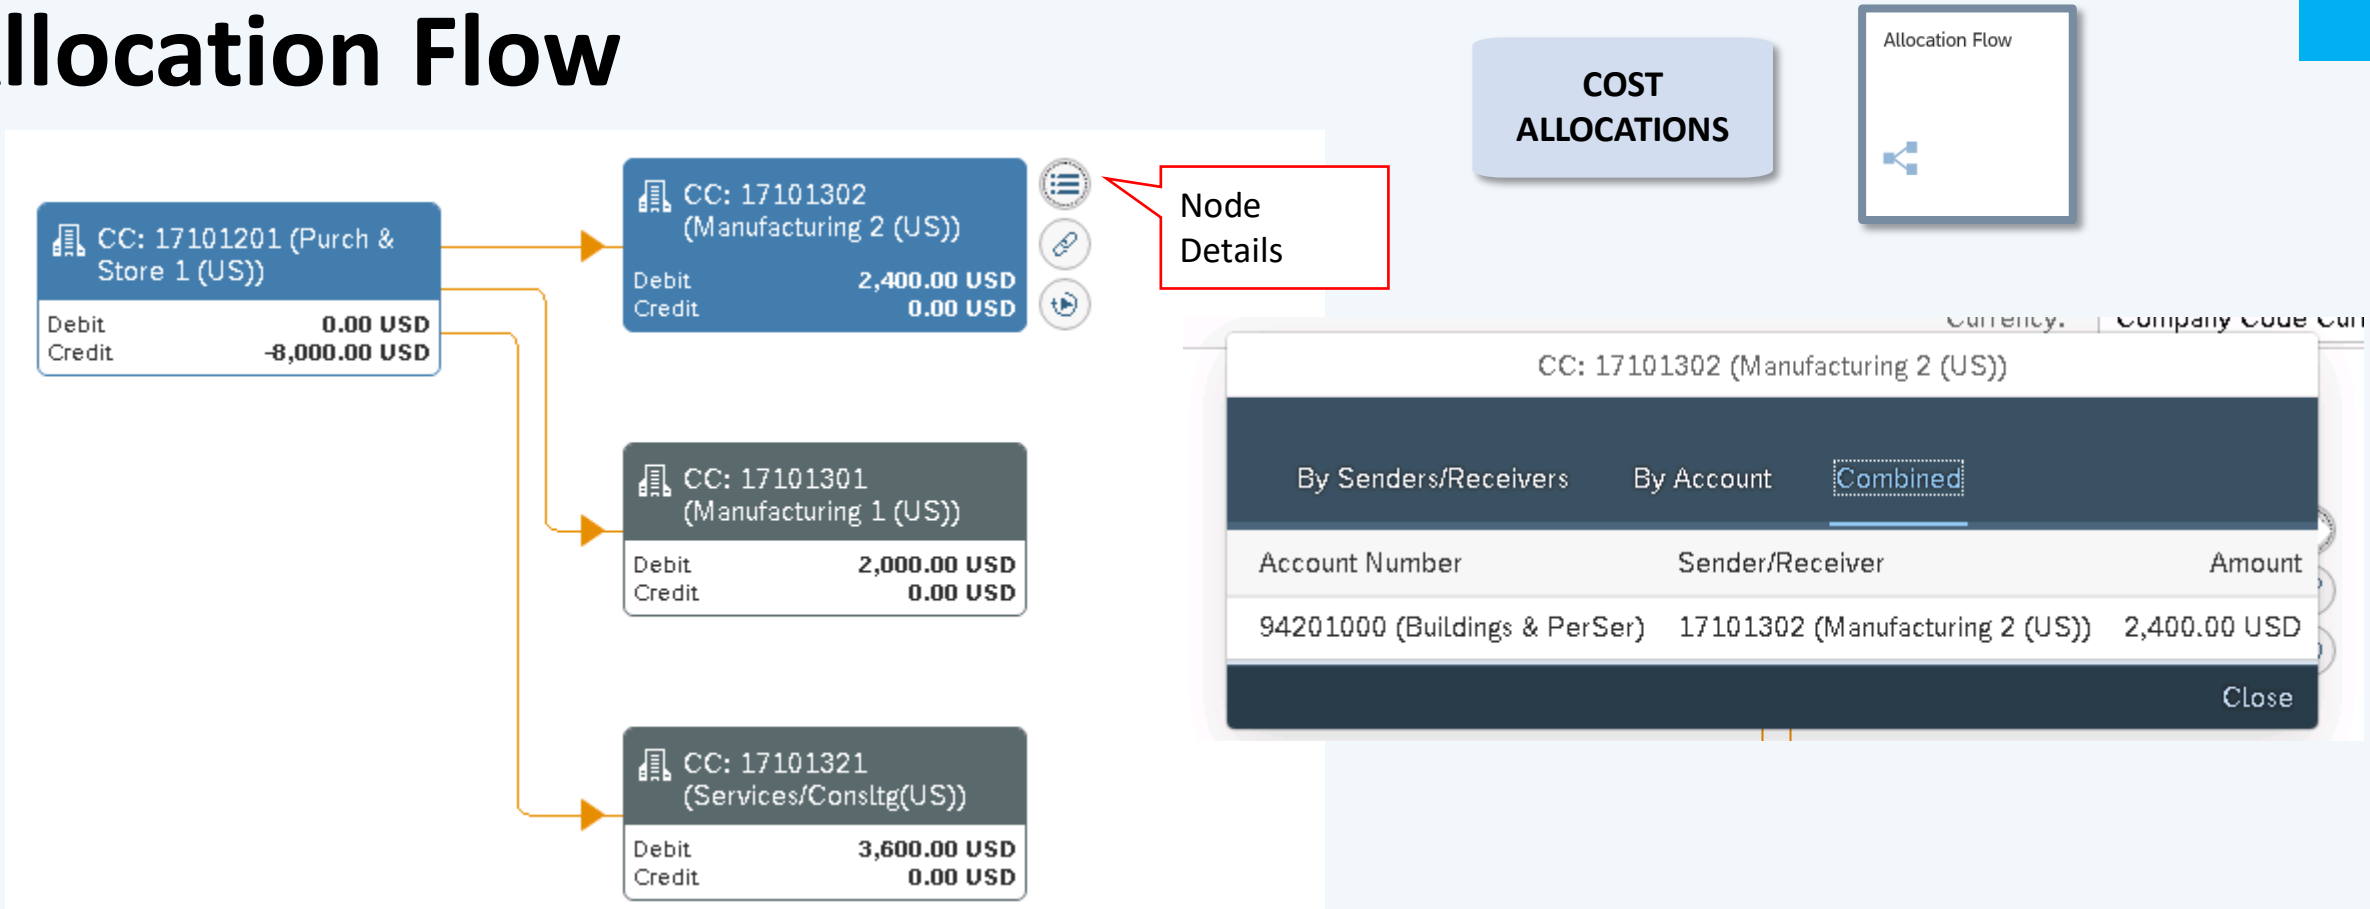 llocation Flow
COST
ALLOCATIONS
Allocation Flow
CC: 17101201 (Purch &
Store 1 (US))
Debit 0.00 USD
Credit -8,000.00 USD
CC: 17101302
(Manufacturing 2 (US))
Debit 2,400.00 USD
Credit 0.00 USD
Node
Details
CC: 17101301
(Manufacturing 1 (US))
Debit 2,000.00 USD
Credit 0.00 USD
CC: 17101321
(Services/Consltg(US))
Debit 3,600.00 USD
Credit 0.00 USD
Currency: Company Code Curr
CC: 17101302 (Manufacturing 2 (US))
By Senders/Receivers By Account Combined
Account Number Sender/Receiver Amount
94201000 (Buildings & PerSer) 17101302 (Manufacturing 2 (US)) 2,400.00 USD
Close